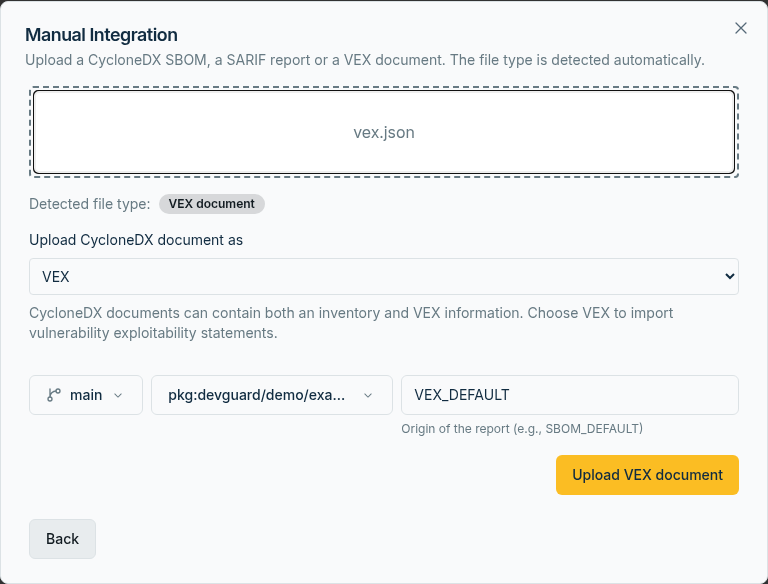 Manual Integration
Upload a CycloneDX SBOM, a SARIF report or a VEX document. The file type is detected automatically.
vex.json
Detected file type: VEX document
Upload CycloneDX document as
VEX
CycloneDX documents can contain both an inventory and VEX information. Choose VEX to import
vulnerability exploitability statements.
main pkg:devguard/demo/exa... VEX_DEFAULT
Origin of the report (e.g., SBOM_DEFAULT)
Upload VEX document
Back